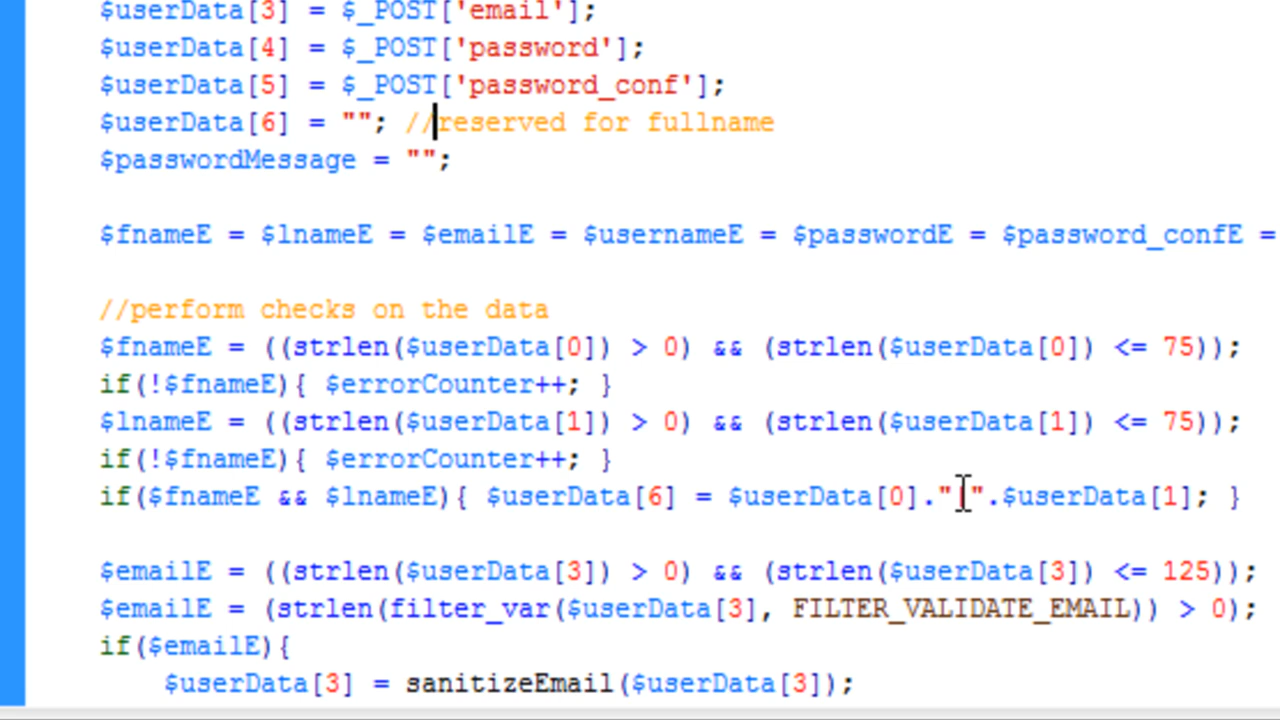 $userData[3] = $_POST['email'];
$userData[4] = $_POST['password'];
$userData[5] = $_POST['password_conf'];
$userData[6] = ""; //reserved for fullname
$passwordMessage = "";
$fnameE = $lnameE = $emailE = $usernameE = $passwordE = $password_confE =
//perform checks on the data
$fnameE = ((strlen($userData[0]) > 0) && (strlen($userData[0]) <= 75));
if(!$fnameE){ $errorCounter++; }
$lnameE = ((strlen($userData[1]) > 0) && (strlen($userData[1]) <= 75));
if(!$fnameE){ $errorCounter++; }
if($fnameE && $lnameE){ $userData[6] = $userData[0]."|".$userData[1]; }
$emailE = ((strlen($userData[3]) > 0) && (strlen($userData[3]) <= 125));
$emailE = (strlen(filter_var($userData[3], FILTER_VALIDATE_EMAIL)) > 0);
if($emailE){
$userData[3] = sanitizeEmail($userData[3]);